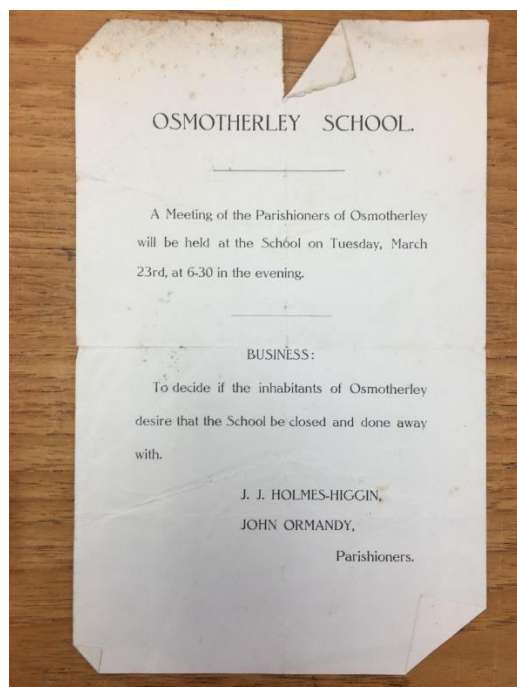 OSMOTHERLEY SCHOOL.
A Meeting of the Parishioners of Osmotherley
will be held at the School on Tuesday, March
23rd, at 6-30 in the evening.
BUSINESS:
To decide if the inhabitants of Osmotherley
desire that the School be closed and done away
with.
J. J. HOLMES-HIGGIN,
JOHN ORMANDY,
Parishioners.